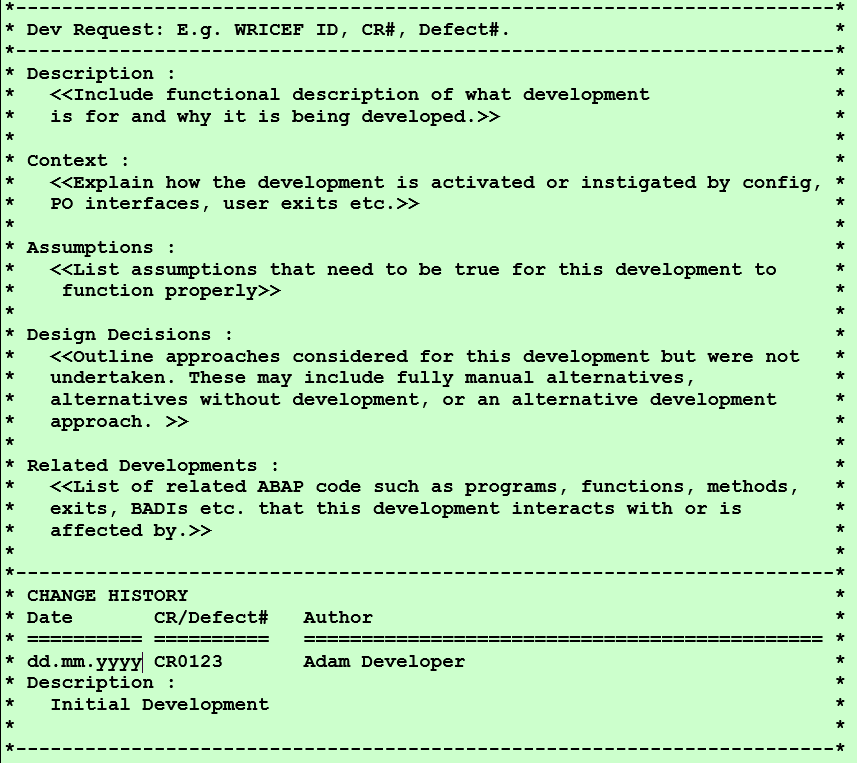 *-----------------------------------------------------------------------*
* Dev Request: E.g. WRICEF ID, CR#, Defect#.                            *
*-----------------------------------------------------------------------*
* Description :                                                         *
*   <<Include functional description of what development                *
*   is for and why it is being developed.>>                             *
*                                                                       *
* Context :                                                             *
*   <<Explain how the development is activated or instigated by config, *
*   PO interfaces, user exits etc.>>                                    *
*                                                                       *
* Assumptions :                                                         *
*   <<List assumptions that need to be true for this development to     *
*    function properly>>                                                *
*                                                                       *
* Design Decisions :                                                    *
*   <<Outline approaches considered for this development but were not   *
*   undertaken. These may include fully manual alternatives,            *
*   alternatives without development, or an alternative development     *
*   approach. >>                                                        *
*                                                                       *
* Related Developments :                                                *
*   <<List of related ABAP code such as programs, functions, methods,   *
*   exits, BADIs etc. that this development interacts with or is        *
*   affected by.>>                                                      *
*                                                                       *
*-----------------------------------------------------------------------*
* CHANGE HISTORY                                                        *
* Date       CR/Defect#   Author                                        *
* ========== ==========   ============================================= *
* dd.mm.yyyy CR0123       Adam Developer                                *
* Description :                                                         *
*   Initial Development                                                 *
*                                                                       *
*-----------------------------------------------------------------------*